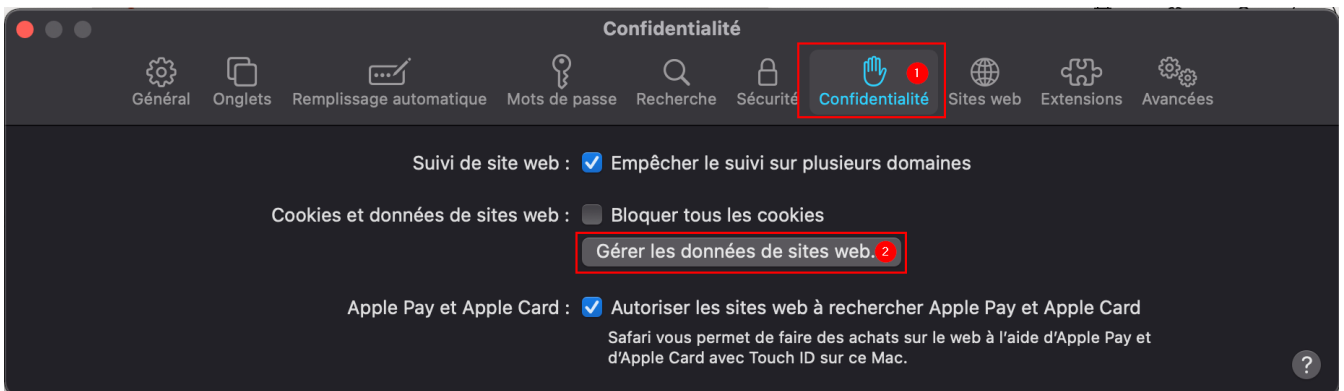 Confidentialité
Général Onglets Remplissage automatique Mots de passe Recherche Sécurité Confidentialité 1 Sites web Extensions Avancées
Suivi de site web : Empêcher le suivi sur plusieurs domaines
Cookies et données de sites web : Bloquer tous les cookies
Gérer les données de sites web. 2
Apple Pay et Apple Card : Autoriser les sites web à rechercher Apple Pay et Apple Card
Safari vous permet de faire des achats sur le web à l’aide d’Apple Pay et
d’Apple Card avec Touch ID sur ce Mac.
?